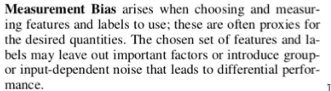 Measurement Bias arises when choosing and measur-
ing features and labels to use; these are often proxies for
the desired quantities. The chosen set of features and la-
bels may leave out important factors or introduce group-
or input-dependent noise that leads to differential perfor-
mance.